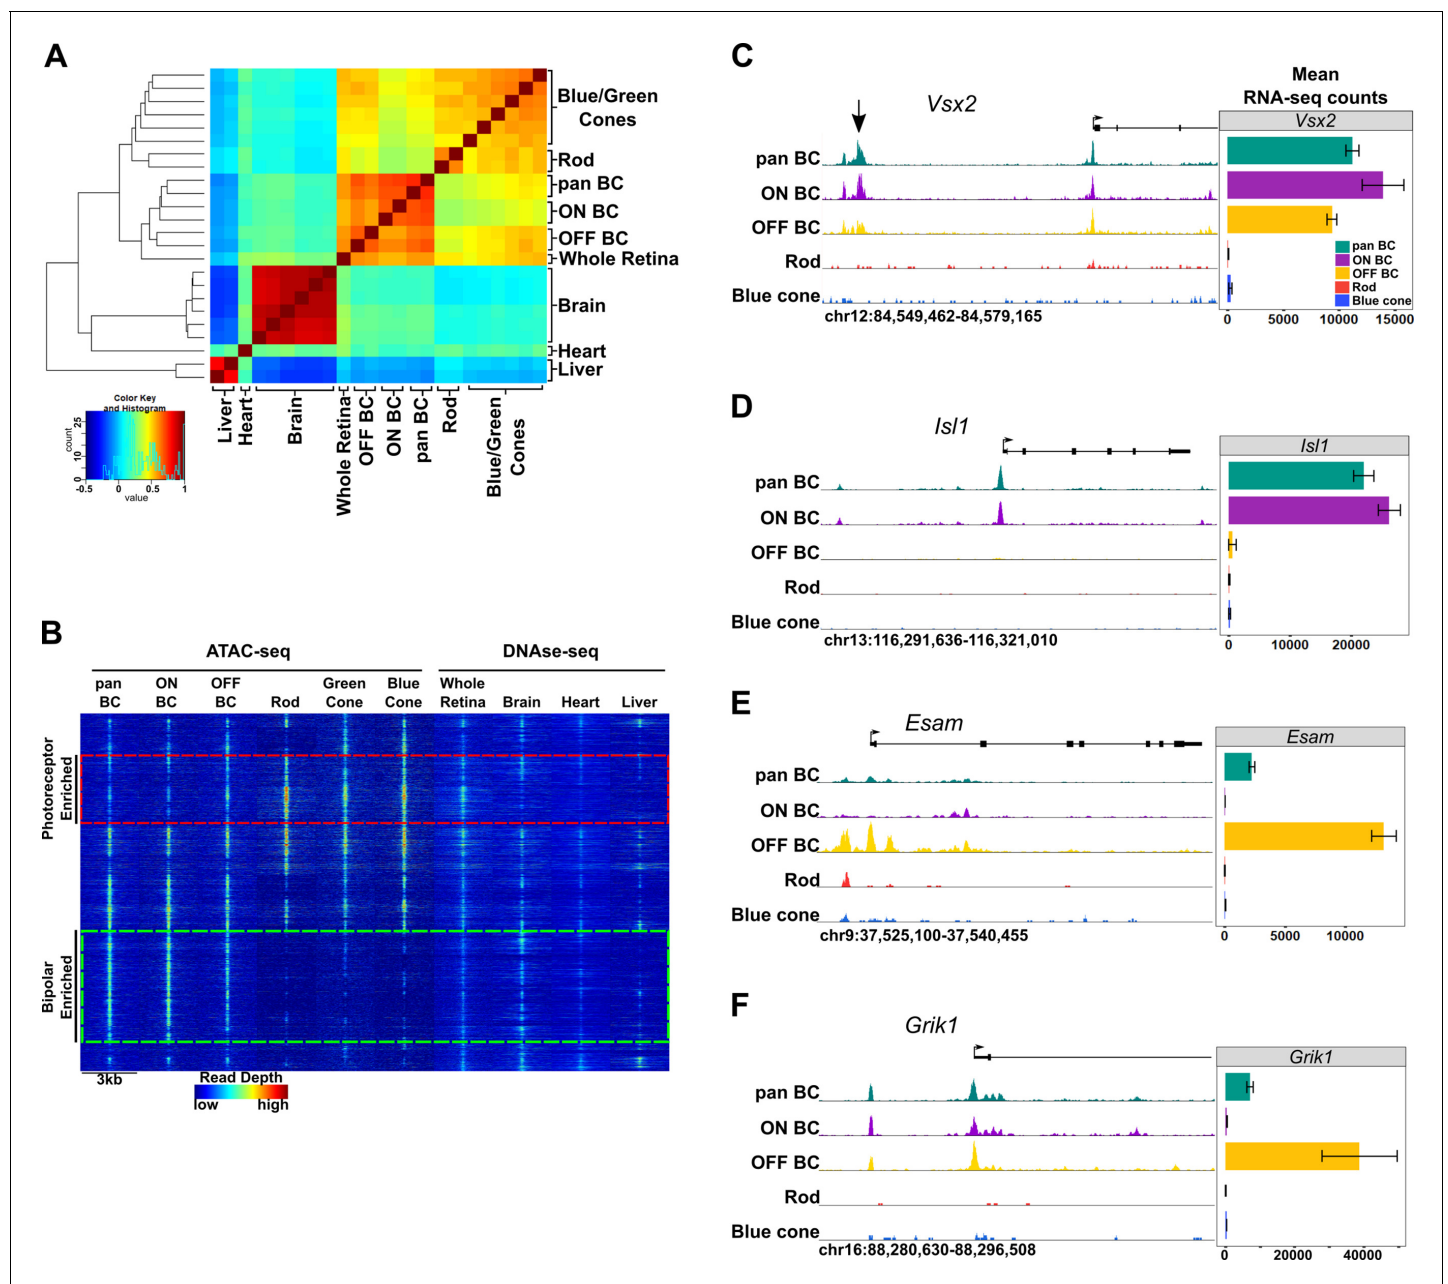 A
Blue/Green
Cones
Rod
pan BC
ON BC
OFF BC
Whole Retina
Brain
Heart
Liver
Color Key
and Histogram
count
0
10
25
-0.5
0
0.5
1
value
Liver
Heart
Brain
Whole Retina
OFF BC
ON BC
pan BC
Rod
Blue/Green
Cones
B
ATAC-seq
DNAse-seq
pan
BC
ON
BC
OFF
BC
Rod
Green
Cone
Blue
Cone
Whole
Retina
Brain
Heart
Liver
Photoreceptor
Enriched
Bipolar
Enriched
3kb
Read Depth
low
high
C
Vsx2
Mean
RNA-seq counts
Vsx2
pan BC
ON BC
OFF BC
Rod
Blue cone
chr12:84,549,462-84,579,165
pan BC
ON BC
OFF BC
Rod
Blue cone
0
5000
10000
15000
D
Isl1
Isl1
pan BC
ON BC
OFF BC
Rod
Blue cone
chr13:116,291,636-116,321,010
0
10000
20000
E
Esam
Esam
pan BC
ON BC
OFF BC
Rod
Blue cone
chr9:37,525,100-37,540,455
0
5000
10000
F
Grik1
Grik1
pan BC
ON BC
OFF BC
Rod
Blue cone
chr16:88,280,630-88,296,508
0
20000
40000